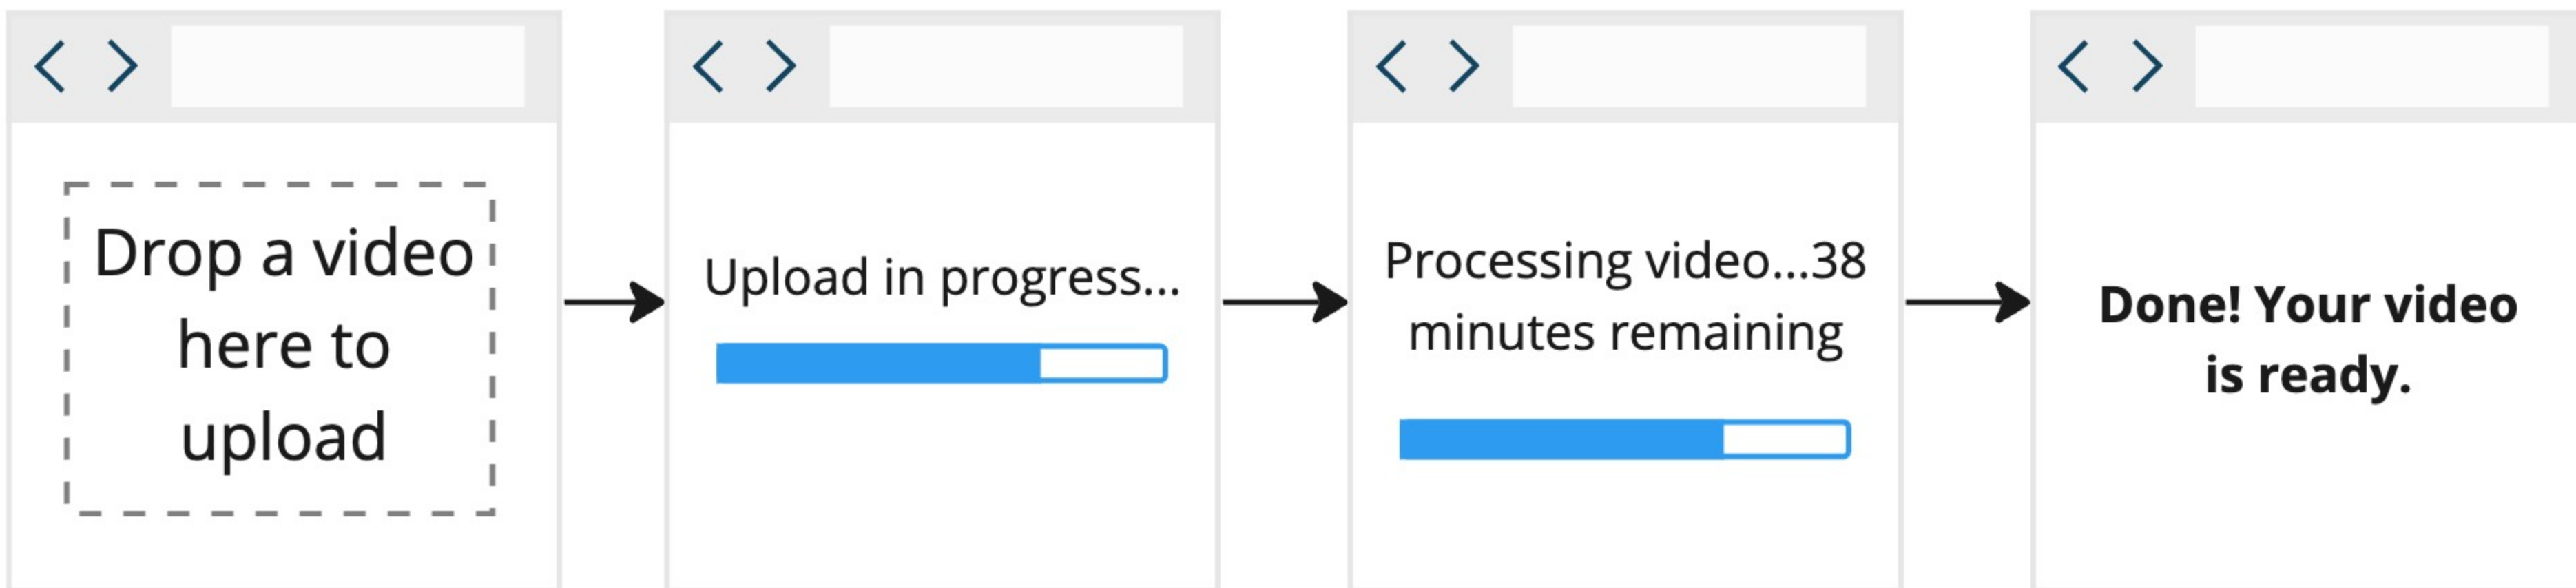 Drop a video
here to
upload
Upload in progress...
Processing video...38
minutes remaining
Done! Your video
is ready.